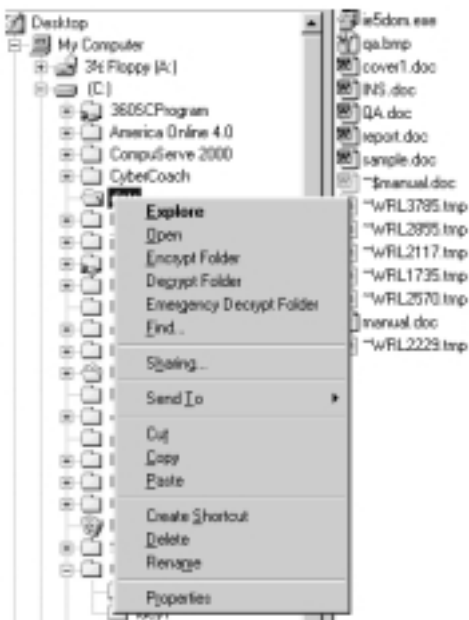 Desktop
My Computer
3½ Floppy (A:)
(C:)
360SCProgram
America Online 4.0
CompuServe 2000
CyberCoach
Explore
Open
Encrypt Folder
Decrypt Folder
Emergency Decrypt Folder
Find...
Sharing...
Send To
Cut
Copy
Paste
Create Shortcut
Delete
Rename
Properties
ie5dom.exe
qa.bmp
cover1.doc
INS.doc
QA.doc
report.doc
sample.doc
~$manual.doc
~WRL3785.tmp
~WRL2895.tmp
~WRL2117.tmp
~WRL1735.tmp
~WRL2570.tmp
manual.doc
~WRL2229.tmp